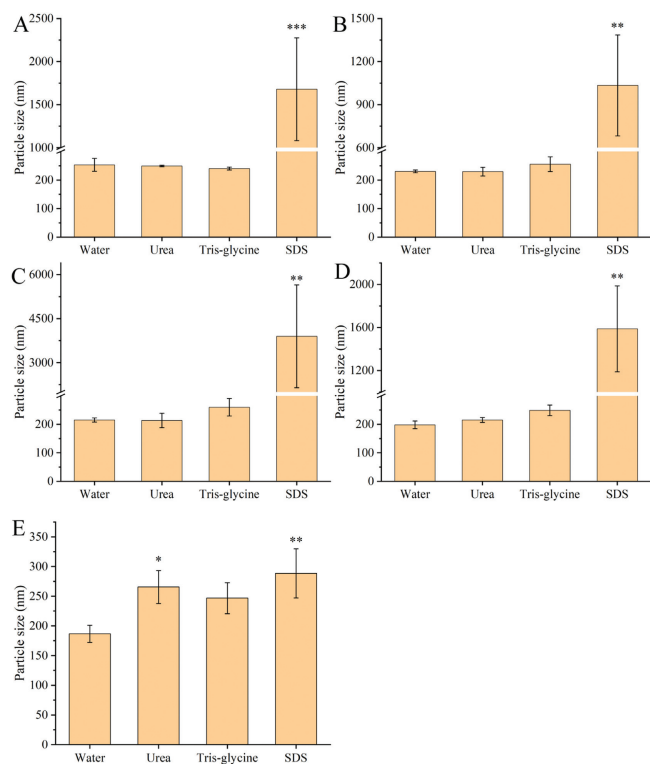 A
Particle size (nm)
2500
2000
1500
1000
200
100
0
***
Water Urea Tris-glycine SDS
B
Particle size (nm)
1500
1200
900
600
200
100
0
**
Water Urea Tris-glycine SDS
C
Particle size (nm)
6000
4500
3000
200
100
0
**
Water Urea Tris-glycine SDS
D
Particle size (nm)
2000
1600
1200
200
100
0
**
Water Urea Tris-glycine SDS
E
Particle size (nm)
350
300
250
200
150
100
50
0
*
**
Water Urea Tris-glycine SDS